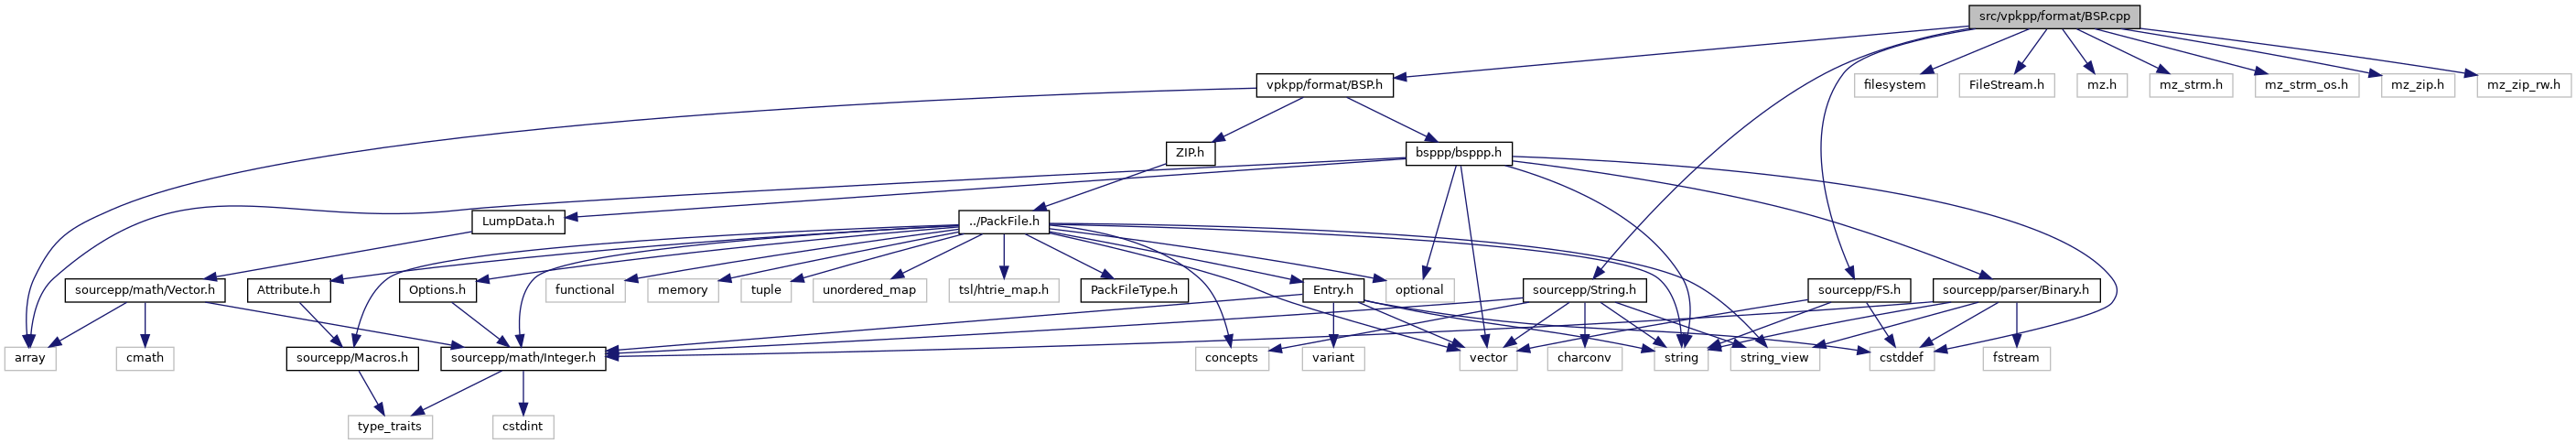 src/vpkpp/format/BSP.cpp
vpkpp/format/BSP.h
filesystem
FileStream.h
mz.h
mz_strm.h
mz_strm_os.h
mz_zip.h
mz_zip_rw.h
ZIP.h
bsppp/bsppp.h
LumpData.h
../PackFile.h
sourcepp/math/Vector.h
Attribute.h
Options.h
functional
memory
tuple
unordered_map
tsl/htrie_map.h
PackFileType.h
Entry.h
optional
sourcepp/String.h
sourcepp/FS.h
sourcepp/parser/Binary.h
array
cmath
sourcepp/Macros.h
sourcepp/math/Integer.h
concepts
variant
vector
charconv
string
string_view
cstddef
fstream
type_traits
cstdint